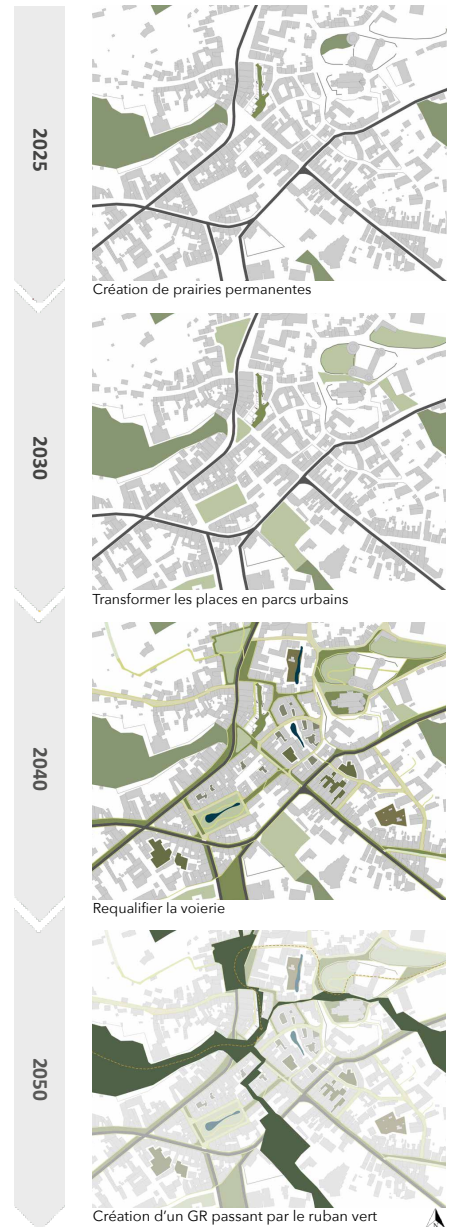 2025
Création de prairies permanentes
2030
Transformer les places en parcs urbains
2040
Requalifier la voierie
2050
Création d'un GR passant par le ruban vert